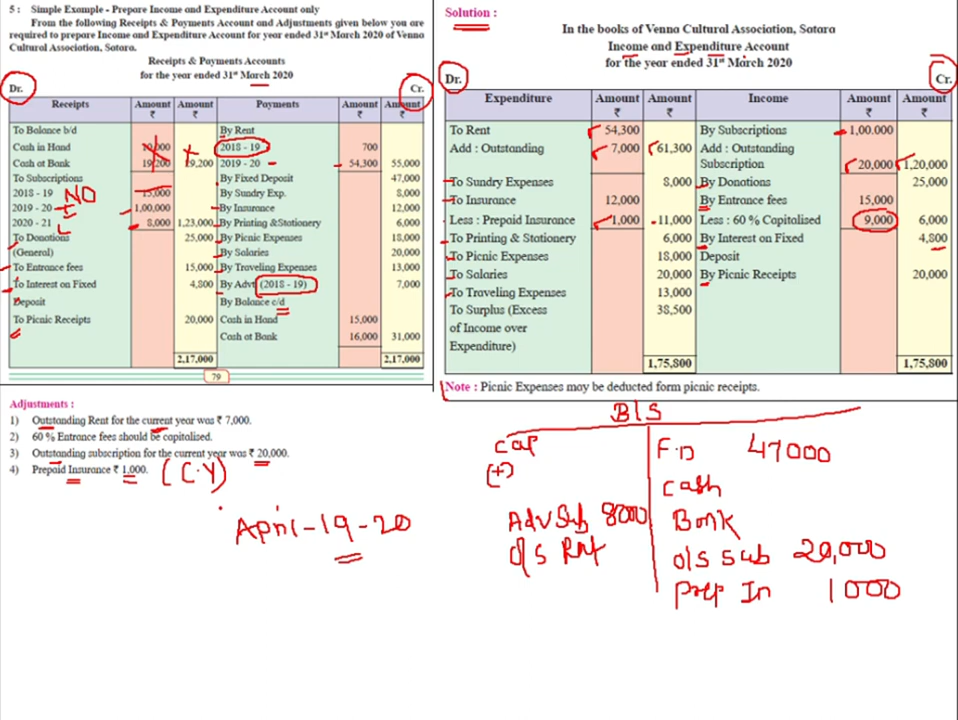 5 : Simple Example - Prepare Income and Expenditure Account only
From the following Receipts & Payments Account and Adjustments given below you are
required to prepare Income and Expenditure Account for year ended 31st March 2020 of Venna
Cultural Association, Satara.
Receipts & Payments Accounts
for the year ended 31st March 2020
Dr. Cr.
Receipts Amount ₹ Amount ₹ Payments Amount ₹ Amount ₹
To Balance b/d By Rent
Cash in Hand 2018 - 19 700
Cash at Bank 19,200 19,200 2019 - 20 54,300 55,000
To Subscriptions By Fixed Deposit 47,000
2018 - 19 NO 15,000 By Sundry Exp. 8,000
2019 - 20 1,00,000 By Insurance 12,000
2020 - 21 8,000 1,23,000 By Printing &Stationery 6,000
To Donations 25,000 By Picnic Expenses 18,000
(General) By Salaries 20,000
To Entrance fees 15,000 By Traveling Expenses 13,000
To Interest on Fixed 4,800 By Advt (2018 - 19) 7,000
Deposit By Balance c/d
To Picnic Receipts 20,000 Cash in Hand 15,000
Cash at Bank 16,000 31,000
2,17,000 2,17,000
79
Adjustments :
1) Outstanding Rent for the current year was ₹ 7,000.
2) 60 % Entrance fees should be capitalised.
3) Outstanding subscription for the current year was ₹ 20,000.
4) Prepaid Insurance ₹ 1,000. (C.Y)
April-19-20
Solution :
In the books of Venna Cultural Association, Satara
Income and Expenditure Account
for the year ended 31st March 2020
Dr. Cr.
Expenditure Amount ₹ Amount ₹ Income Amount ₹ Amount ₹
To Rent 54,300 By Subscriptions 1,00.000
Add : Outstanding 7,000 61,300 Add : Outstanding
Subscription 20,000 1,20,000
To Sundry Expenses 8,000 By Donations 25,000
To Insurance 12,000 By Entrance fees 15,000
Less : Prepaid Insurance 1,000 11,000 Less : 60 % Capitalised 9,000 6,000
To Printing & Stationery 6,000 By Interest on Fixed 4,800
To Picnic Expenses 18,000 Deposit
To Salaries 20,000 By Picnic Receipts 20,000
To Traveling Expenses 13,000
To Surplus (Excess 38,500
of Income over
Expenditure)
1,75,800 1,75,800
Note : Picnic Expenses may be deducted form picnic receipts.
B/S
Cap F.D 47000
(+) Cash
Adv Sub 8000 Bank
o/s Rnt o/s Sub 20,000
prep In 1000